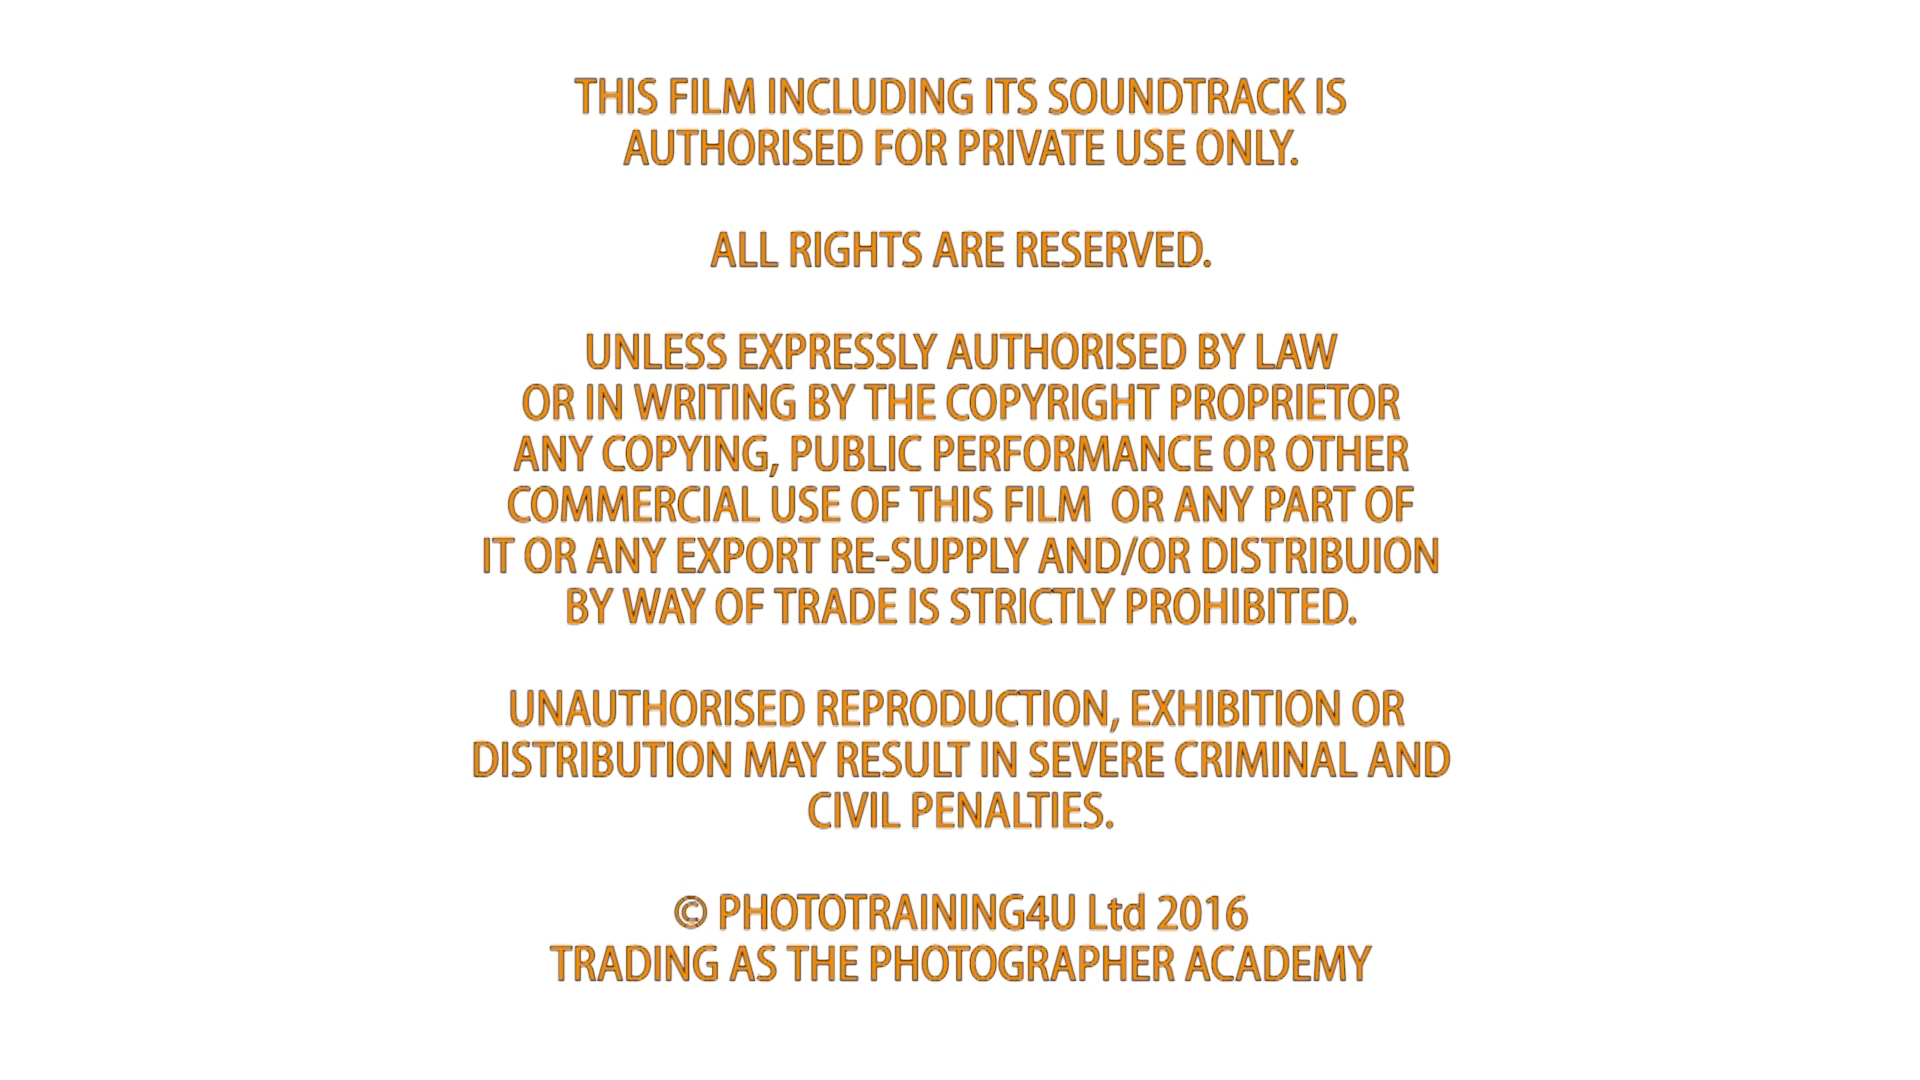 THIS FILM INCLUDING ITS SOUNDTRACK IS
AUTHORISED FOR PRIVATE USE ONLY.
ALL RIGHTS ARE RESERVED.
UNLESS EXPRESSLY AUTHORISED BY LAW
OR IN WRITING BY THE COPYRIGHT PROPRIETOR
ANY COPYING, PUBLIC PERFORMANCE OR OTHER
COMMERCIAL USE OF THIS FILM  OR ANY PART OF
IT OR ANY EXPORT RE-SUPPLY AND/OR DISTRIBUION
BY WAY OF TRADE IS STRICTLY PROHIBITED.
UNAUTHORISED REPRODUCTION, EXHIBITION OR
DISTRIBUTION MAY RESULT IN SEVERE CRIMINAL AND
CIVIL PENALTIES.
© PHOTOTRAINING4U Ltd 2016
TRADING AS THE PHOTOGRAPHER ACADEMY